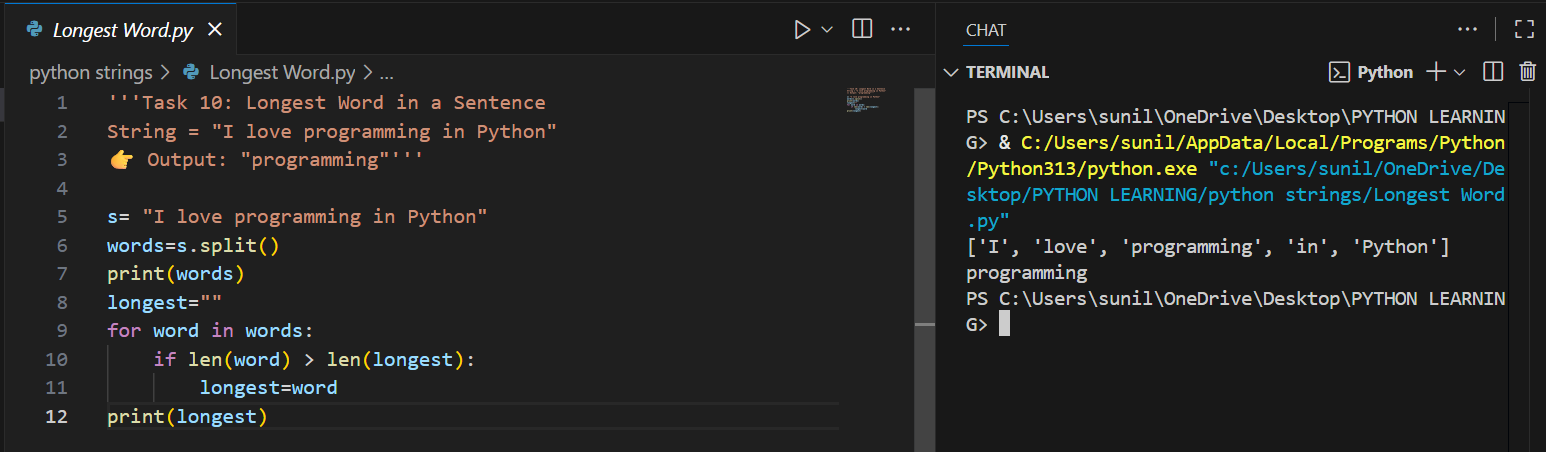 Longest Word.py
python strings > Longest Word.py > ...
1 '''Task 10: Longest Word in a Sentence
2 String = "I love programming in Python"
3 👉 Output: "programming"'''
4
5 s= "I love programming in Python"
6 words=s.split()
7 print(words)
8 longest=""
9 for word in words:
10     if len(word) > len(longest):
11         longest=word
12 print(longest)
CHAT
TERMINAL
Python
PS C:\Users\sunil\OneDrive\Desktop\PYTHON LEARNIN
G> & C:/Users/sunil/AppData/Local/Programs/Python
/Python313/python.exe "c:/Users/sunil/OneDrive/De
sktop/PYTHON LEARNING/python strings/Longest Word
.py"
['I', 'love', 'programming', 'in', 'Python']
programming
PS C:\Users\sunil\OneDrive\Desktop\PYTHON LEARNIN
G>